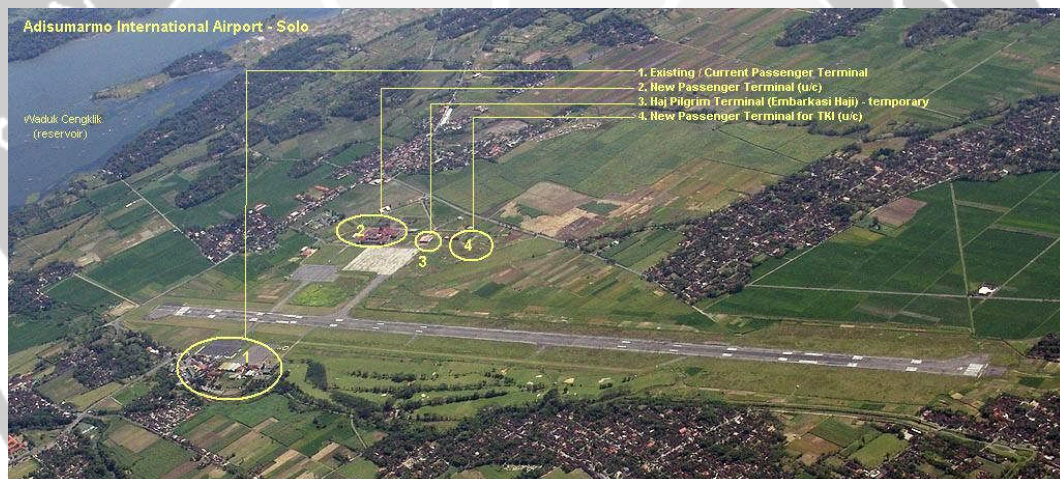 Adisumarmo International Airport - Solo
1. Existing / Current Passenger Terminal
2. New Passenger Terminal (u/c)
3. Haj Pilgrim Terminal (Embarkasi Haji) - temporary
4. New Passenger Terminal for TKI (u/c)
Waduk Cengklik
(reservoir)
2
3
4
1